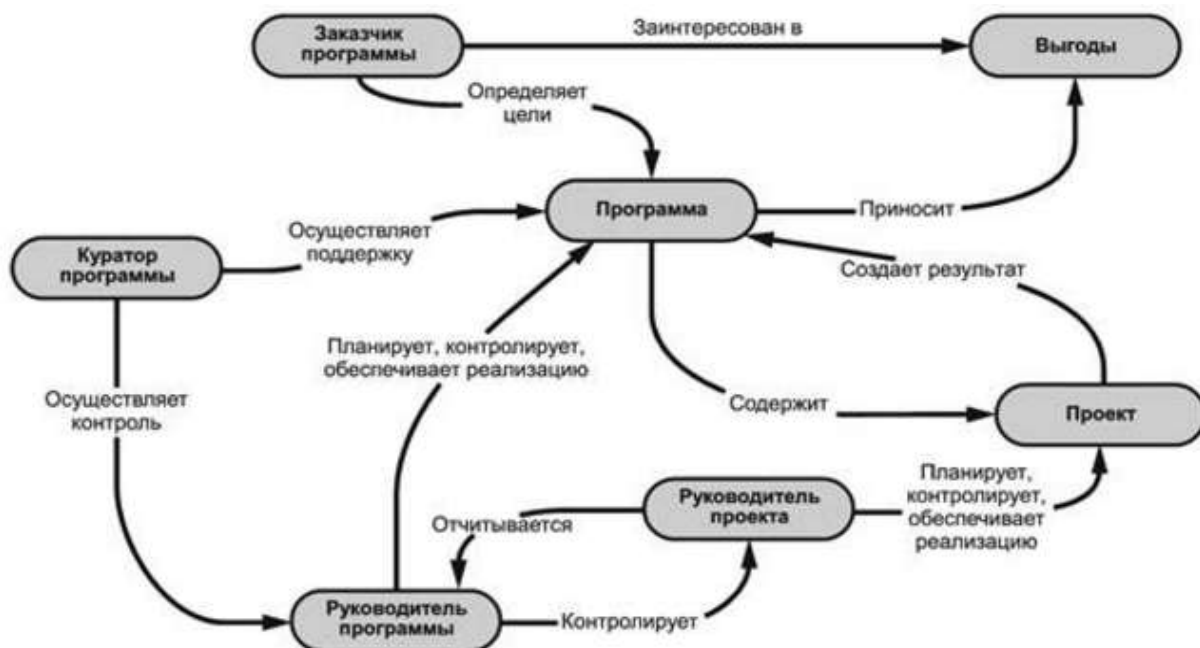 Заказчик
программы
Заинтересован в
Выгоды
Определяет
цели
Программа
Приносит
Осуществляет
поддержку
Куратор
программы
Создает результат
Планирует, контролирует,
обеспечивает реализацию
Осуществляет
контроль
Содержит
Проект
Планирует,
контролирует,
обеспечивает
реализацию
Руководитель
проекта
Отчитывается
Руководитель
программы
Контролирует